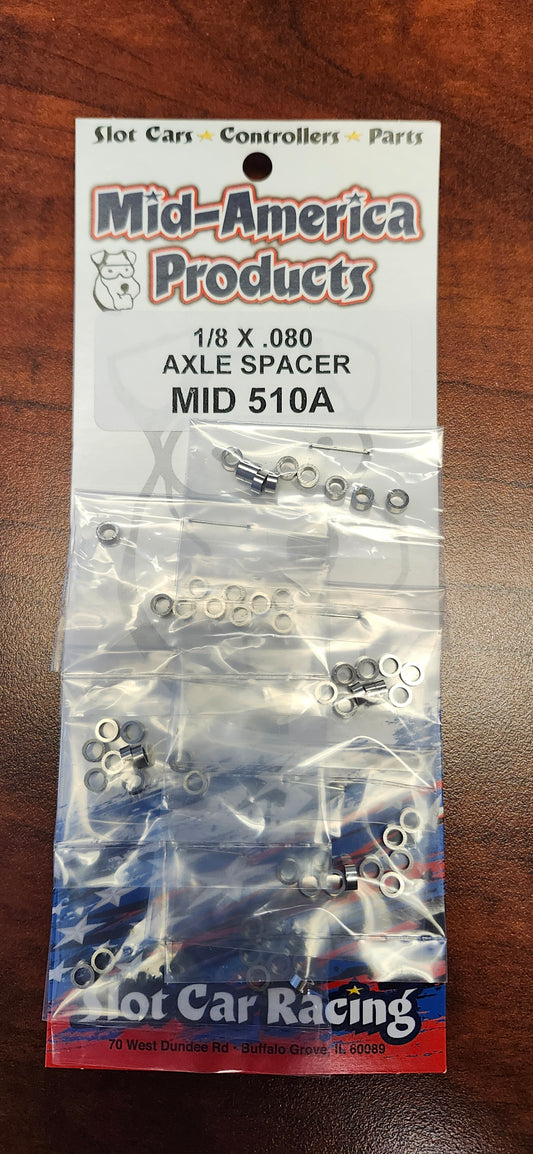 Slot Cars ★ Controllers ★ Parts
Mid-America
Products
1/8 X .080
AXLE SPACER
MID 510A
Slot Car Racing
70 West Dundee Rd • Buffalo Grove, IL 60089